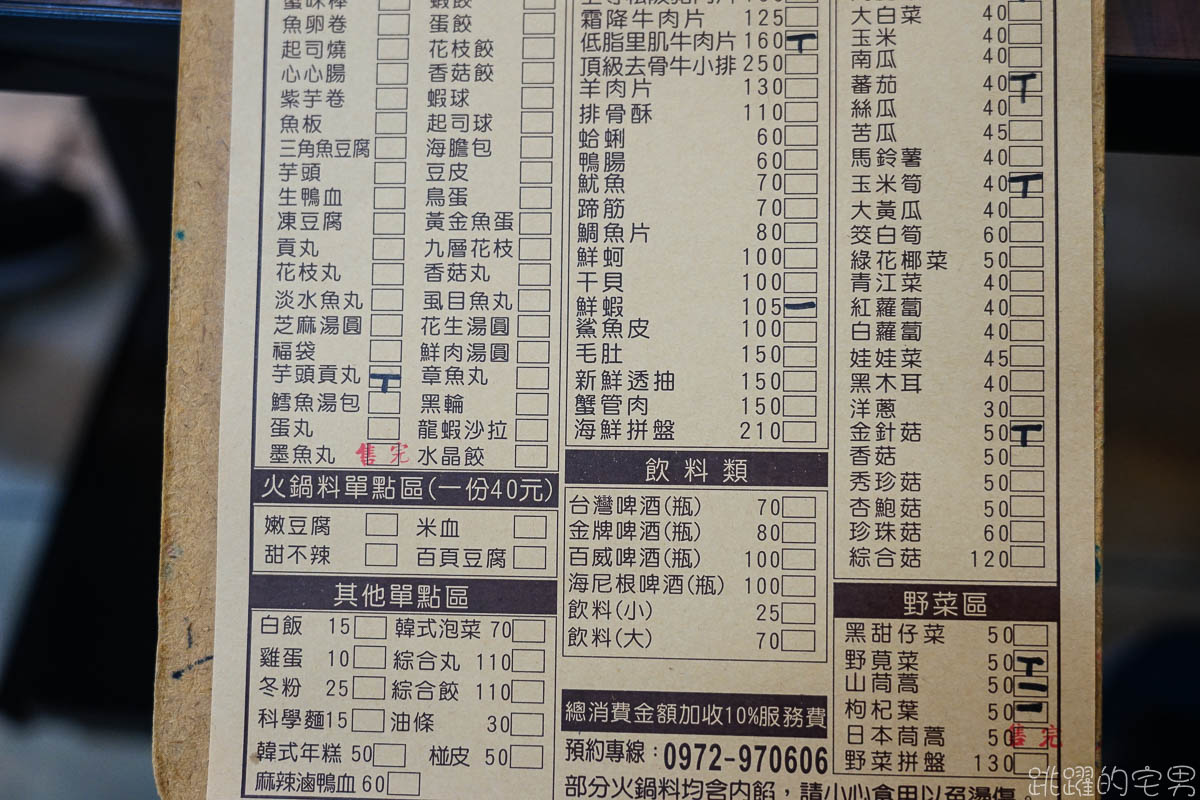 魚卵卷 蛋餃
起司燒 花枝餃
心心腸 香菇餃
紫芋卷 蝦球
魚板 起司球
三角魚豆腐 海膽包
芋頭 豆皮
生鴨血 鳥蛋
凍豆腐 黃金魚蛋
貢丸 九層花枝
花枝丸 香菇丸
淡水魚丸 虱目魚丸
芝麻湯圓 花生湯圓
福袋 鮮肉湯圓
芋頭貢丸 章魚丸
鱈魚湯包 黑輪
蛋丸 龍蝦沙拉
墨魚丸 售完 水晶餃
火鍋料單點區(一份40元)
嫩豆腐 米血
甜不辣 百頁豆腐
其他單點區
白飯 15 韓式泡菜 70
雞蛋 10 綜合丸 110
冬粉 25 綜合餃 110
科學麵15 油條 30
韓式年糕 50 椪皮 50
麻辣滷鴨血 60
霜降牛肉片 125
低脂里肌牛肉片 160
頂級去骨牛小排 250
羊肉片 130
排骨酥 110
蛤蜊 60
鴨腸 60
魷魚 70
蹄筋 70
鯛魚片 80
鮮蚵 100
干貝 100
鮮蝦 105
鯊魚皮 100
毛肚 150
新鮮透抽 150
蟹管肉 150
海鮮拼盤 210
飲料類
台灣啤酒(瓶) 70
金牌啤酒(瓶) 80
百威啤酒(瓶) 100
海尼根啤酒(瓶) 100
飲料(小) 25
飲料(大) 70
總消費金額加收10%服務費
預約專線：0972-970606
部分火鍋料均含內餡，請小心食用以免燙傷。
大白菜 40
玉米 40
南瓜 40
蕃茄 40
絲瓜 40
苦瓜 45
馬鈴薯 40
玉米筍 40
大黃瓜 40
筊白筍 60
綠花椰菜 50
青江菜 40
紅蘿蔔 40
白蘿蔔 40
娃娃菜 45
黑木耳 40
洋蔥 30
金針菇 50
香菇 50
秀珍菇 50
杏鮑菇 50
珍珠菇 60
綜合菇 120
野菜區
黑甜仔菜 50
野莧菜 50
山茼蒿 50
枸杞葉 50
日本茼蒿 50 售完
野菜拼盤 130
跳躍的宅男